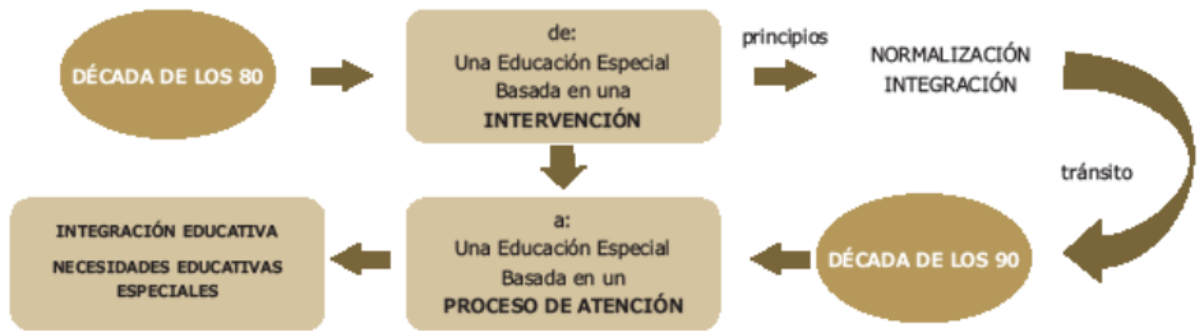 DÉCADA DE LOS 80
de:
Una Educación Especial
Basada en una
INTERVENCIÓN
principios
NORMALIZACIÓN
INTEGRACIÓN
tránsito
DÉCADA DE LOS 90
a:
Una Educación Especial
Basada en un
PROCESO DE ATENCIÓN
INTEGRACIÓN EDUCATIVA
NECESIDADES EDUCATIVAS
ESPECIALES